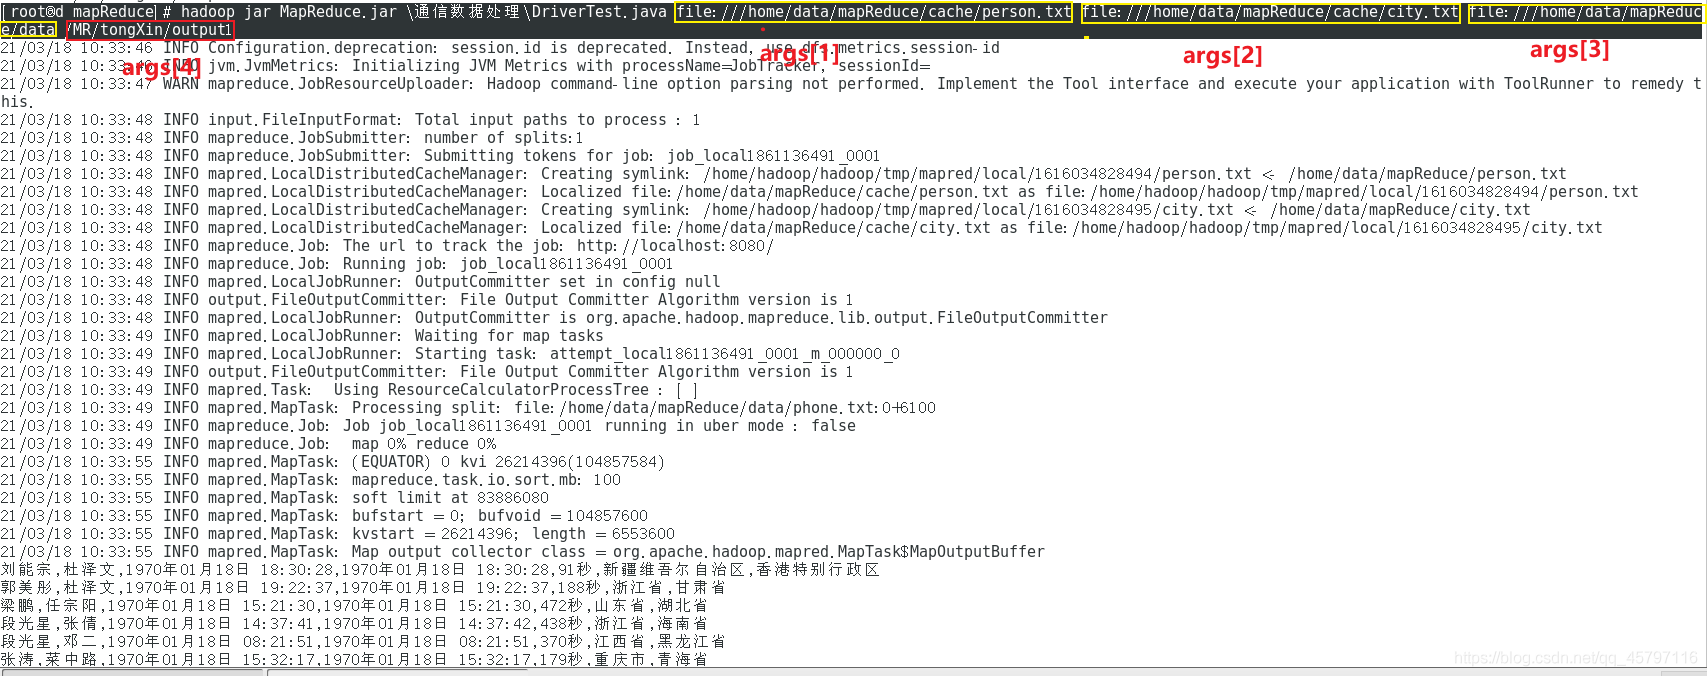 [root@d mapReduce]# hadoop jar MapReduce.jar \通信数据处理\DriverTest.java file:///home/data/mapReduce/cache/person.txt file:///home/data/mapReduce/cache/city.txt file:///home/data/mapReduc
e/data /MR/tongXin/output1
21/03/18 10:33:46 INFO Configuration.deprecation: session.id is deprecated. Instead, use dfs.metrics.session-id
args[4] args[1] args[2] args[3]
21/03/18 10:33:46 INFO jvm.JvmMetrics: Initializing JVM Metrics with processName=JobTracker, sessionId=
21/03/18 10:33:47 WARN mapreduce.JobResourceUploader: Hadoop command-line option parsing not performed. Implement the Tool interface and execute your application with ToolRunner to remedy t
his.
21/03/18 10:33:48 INFO input.FileInputFormat: Total input paths to process : 1
21/03/18 10:33:48 INFO mapreduce.JobSubmitter: number of splits:1
21/03/18 10:33:48 INFO mapreduce.JobSubmitter: Submitting tokens for job: job_local1861136491_0001
21/03/18 10:33:48 INFO mapred.LocalDistributedCacheManager: Creating symlink: /home/hadoop/hadoop/tmp/mapred/local/1616034828494/person.txt <- /home/data/mapReduce/person.txt
21/03/18 10:33:48 INFO mapred.LocalDistributedCacheManager: Localized file:/home/data/mapReduce/cache/person.txt as file:/home/hadoop/hadoop/tmp/mapred/local/1616034828494/person.txt
21/03/18 10:33:48 INFO mapred.LocalDistributedCacheManager: Creating symlink: /home/hadoop/hadoop/tmp/mapred/local/1616034828495/city.txt <- /home/data/mapReduce/city.txt
21/03/18 10:33:48 INFO mapred.LocalDistributedCacheManager: Localized file:/home/data/mapReduce/cache/city.txt as file:/home/hadoop/hadoop/tmp/mapred/local/1616034828495/city.txt
21/03/18 10:33:48 INFO mapreduce.Job: The url to track the job: http://localhost:8080/
21/03/18 10:33:48 INFO mapreduce.Job: Running job: job_local1861136491_0001
21/03/18 10:33:48 INFO mapred.LocalJobRunner: OutputCommitter set in config null
21/03/18 10:33:48 INFO output.FileOutputCommitter: File Output Committer Algorithm version is 1
21/03/18 10:33:48 INFO mapred.LocalJobRunner: OutputCommitter is org.apache.hadoop.mapreduce.lib.output.FileOutputCommitter
21/03/18 10:33:49 INFO mapred.LocalJobRunner: Waiting for map tasks
21/03/18 10:33:49 INFO mapred.LocalJobRunner: Starting task: attempt_local1861136491_0001_m_000000_0
21/03/18 10:33:49 INFO output.FileOutputCommitter: File Output Committer Algorithm version is 1
21/03/18 10:33:49 INFO mapred.Task:  Using ResourceCalculatorProcessTree : [ ]
21/03/18 10:33:49 INFO mapred.MapTask: Processing split: file:/home/data/mapReduce/data/phone.txt:0+6100
21/03/18 10:33:49 INFO mapreduce.Job: Job job_local1861136491_0001 running in uber mode : false
21/03/18 10:33:49 INFO mapreduce.Job:  map 0% reduce 0%
21/03/18 10:33:55 INFO mapred.MapTask: (EQUATOR) 0 kvi 26214396(104857584)
21/03/18 10:33:55 INFO mapred.MapTask: mapreduce.task.io.sort.mb: 100
21/03/18 10:33:55 INFO mapred.MapTask: soft limit at 83886080
21/03/18 10:33:55 INFO mapred.MapTask: bufstart = 0; bufvoid = 104857600
21/03/18 10:33:55 INFO mapred.MapTask: kvstart = 26214396; length = 6553600
21/03/18 10:33:55 INFO mapred.MapTask: Map output collector class = org.apache.hadoop.mapred.MapTask$MapOutputBuffer
刘能宗,杜泽文,1970年01月18日 18:30:28,1970年01月18日 18:30:28,91秒,新疆维吾尔自治区,香港特别行政区
郭美彤,杜泽文,1970年01月18日 19:22:37,1970年01月18日 19:22:37,188秒,浙江省,甘肃省
梁鹏,任宗阳,1970年01月18日 15:21:30,1970年01月18日 15:21:30,472秒,山东省,湖北省
段光星,张倩,1970年01月18日 14:37:41,1970年01月18日 14:37:42,438秒,浙江省,海南省
段光星,邓二,1970年01月18日 08:21:51,1970年01月18日 08:21:51,370秒,江西省,黑龙江省
张涛,菜中路,1970年01月18日 15:32:17,1970年01月18日 15:32:17,179秒,重庆市,青海省
https://blog.csdn.net/qq_45797116